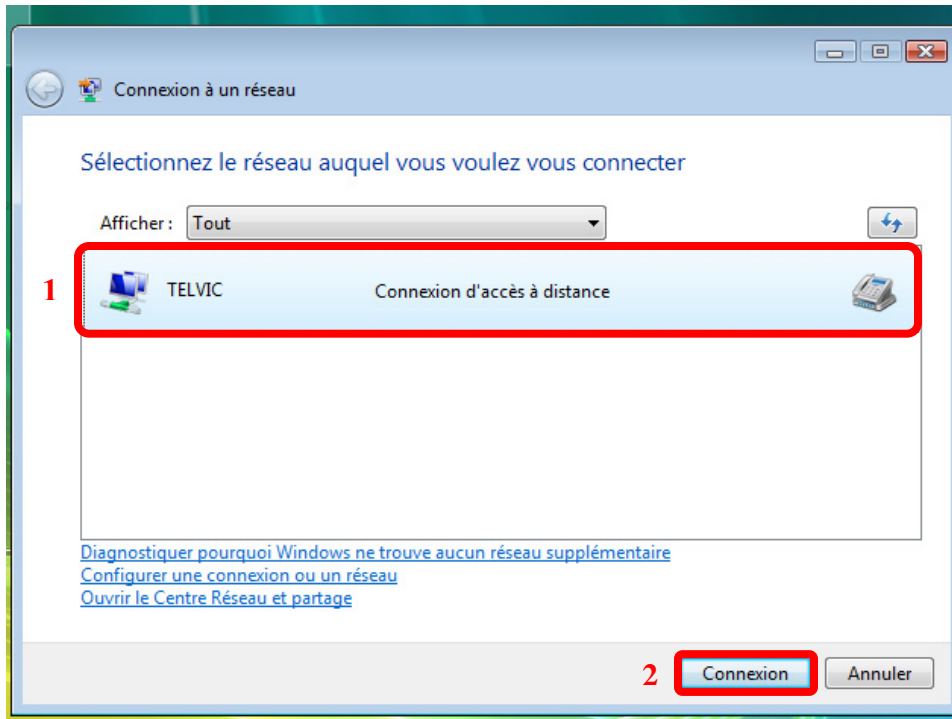 Connexion à un réseau
Sélectionnez le réseau auquel vous voulez vous connecter
Afficher : Tout
1 TELVIC Connexion d'accès à distance
Diagnostiquer pourquoi Windows ne trouve aucun réseau supplémentaire
Configurer une connexion ou un réseau
Ouvrir le Centre Réseau et partage
2 Connexion Annuler